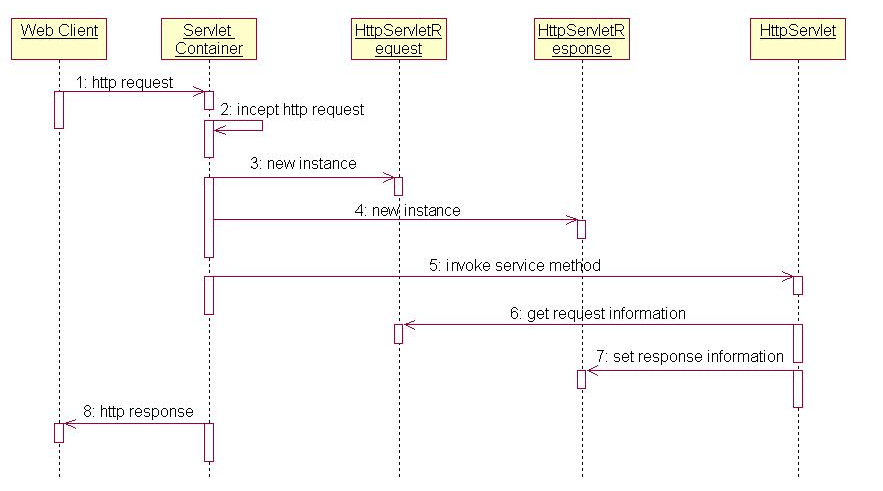 Web Client
Servlet
Container
HttpServletR
equest
HttpServletR
esponse
HttpServlet
1: http request
2: incept http request
3: new instance
4: new instance
5: invoke service method
6: get request information
7: set response information
8: http response